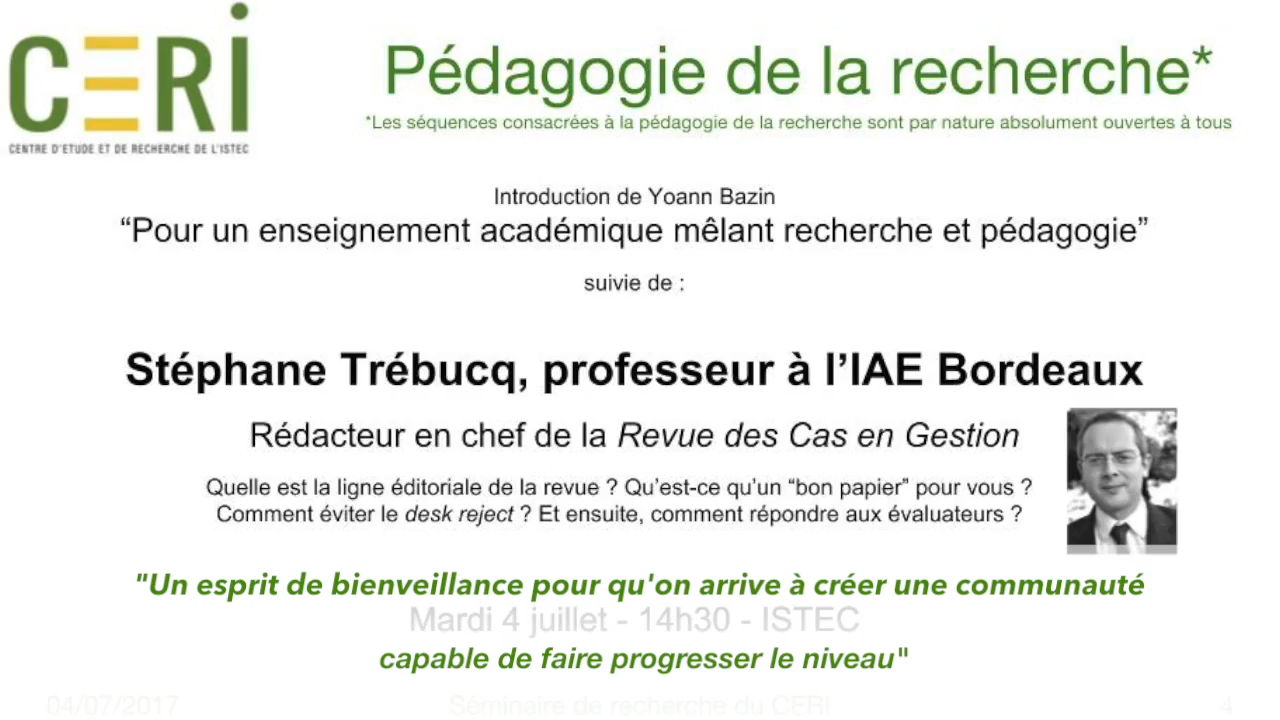 CERI
CENTRE D'ETUDE ET DE RECHERCHE DE L'ISTEC
Pédagogie de la recherche*
*Les séquences consacrées à la pédagogie de la recherche sont par nature absolument ouvertes à tous
Introduction de Yoann Bazin
“Pour un enseignement académique mêlant recherche et pédagogie”
suivie de :
Stéphane Trébucq, professeur à l’IAE Bordeaux
Rédacteur en chef de la Revue des Cas en Gestion
Quelle est la ligne éditoriale de la revue ? Qu’est-ce qu’un “bon papier” pour vous ?
Comment éviter le desk reject ? Et ensuite, comment répondre aux évaluateurs ?
"Un esprit de bienveillance pour qu'on arrive à créer une communauté
Mardi 4 juillet - 14h30 - ISTEC
capable de faire progresser le niveau"
04/07/2017
Séminaire de recherche du CERI
4